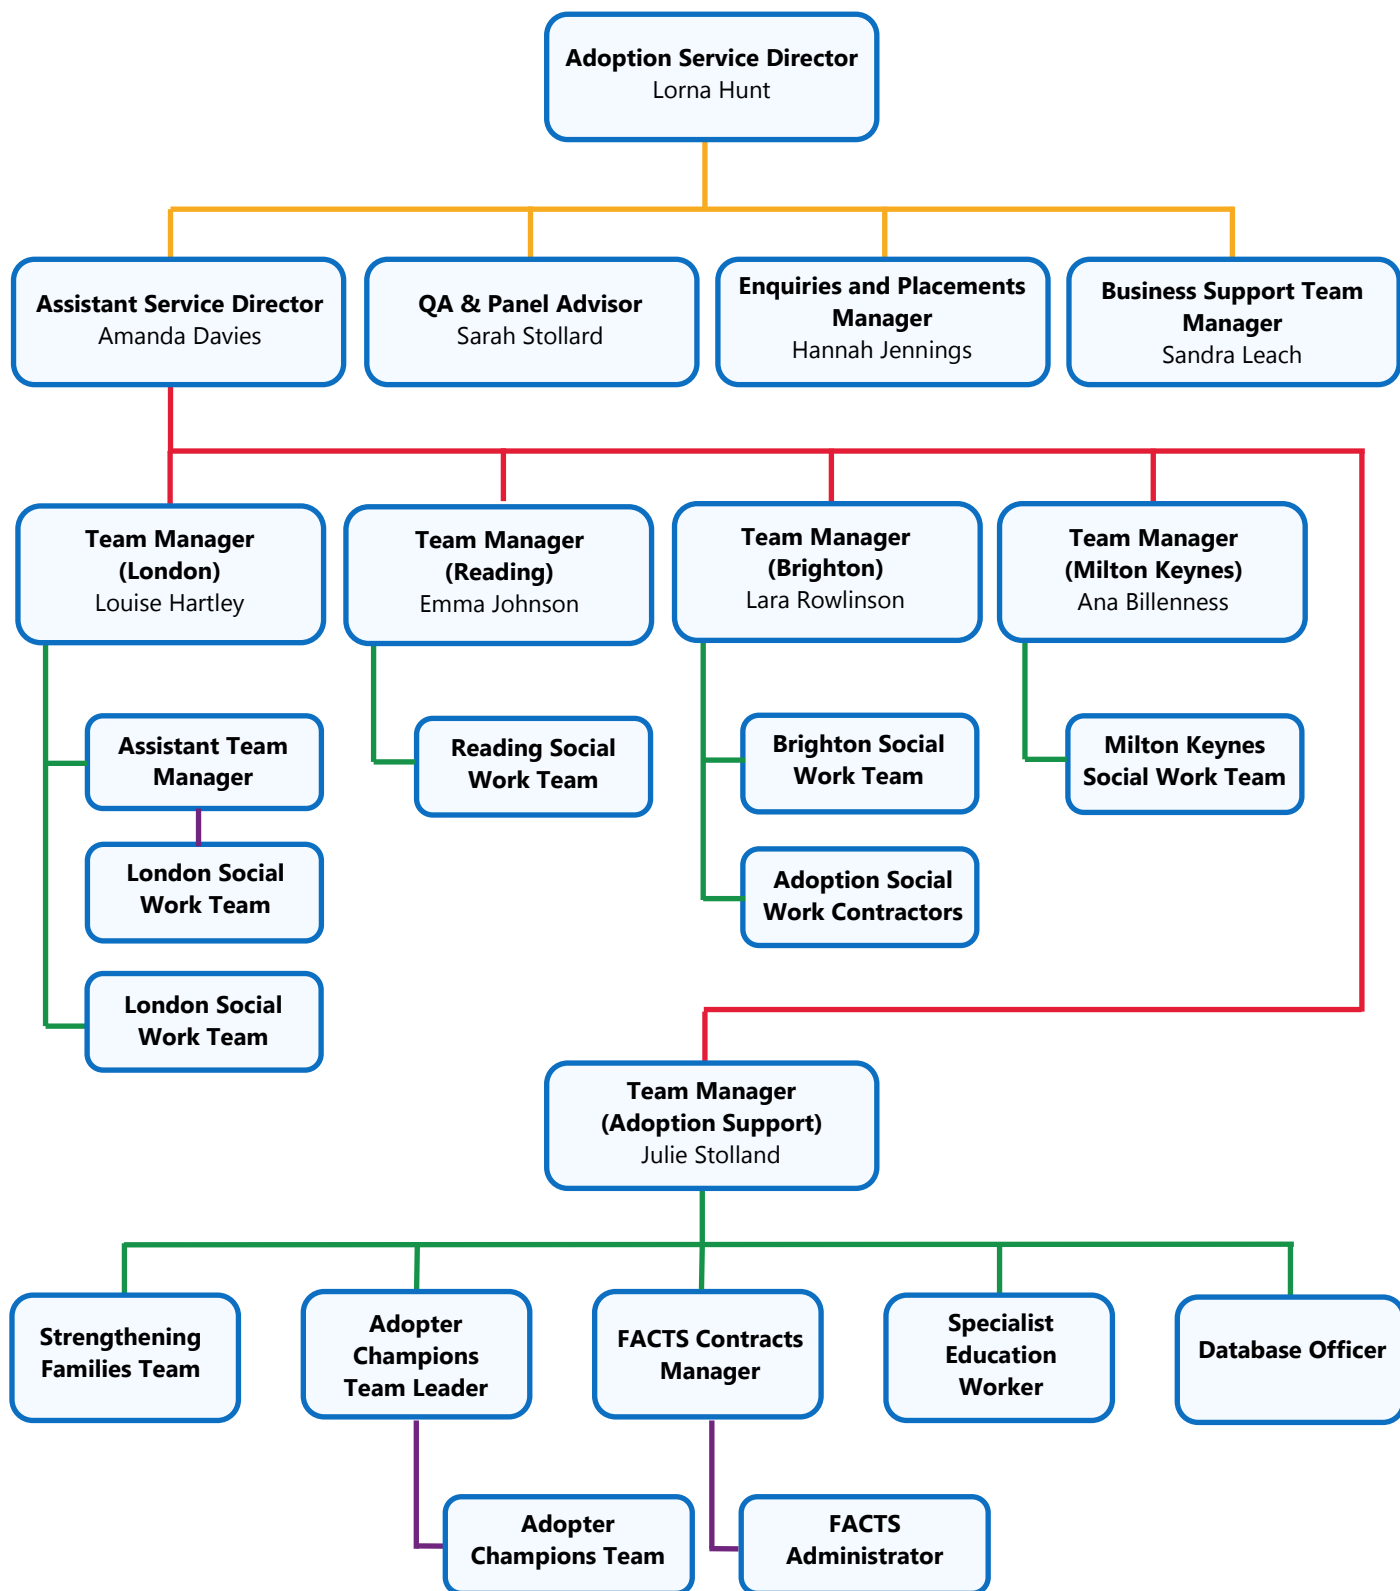 Adoption Service Director
Lorna Hunt
Assistant Service Director
Amanda Davies
QA & Panel Advisor
Sarah Stollard
Enquiries and Placements
Manager
Hannah Jennings
Business Support Team
Manager
Sandra Leach
Team Manager
(London)
Louise Hartley
Team Manager
(Reading)
Emma Johnson
Team Manager
(Brighton)
Lara Rowlinson
Team Manager
(Milton Keynes)
Ana Billenness
Assistant Team
Manager
London Social
Work Team
London Social
Work Team
Reading Social
Work Team
Brighton Social
Work Team
Adoption Social
Work Contractors
Milton Keynes
Social Work Team
Team Manager
(Adoption Support)
Julie Stolland
Strengthening
Families Team
Adopter
Champions
Team Leader
FACTS Contracts
Manager
Specialist
Education
Worker
Database Officer
Adopter
Champions Team
FACTS
Administrator